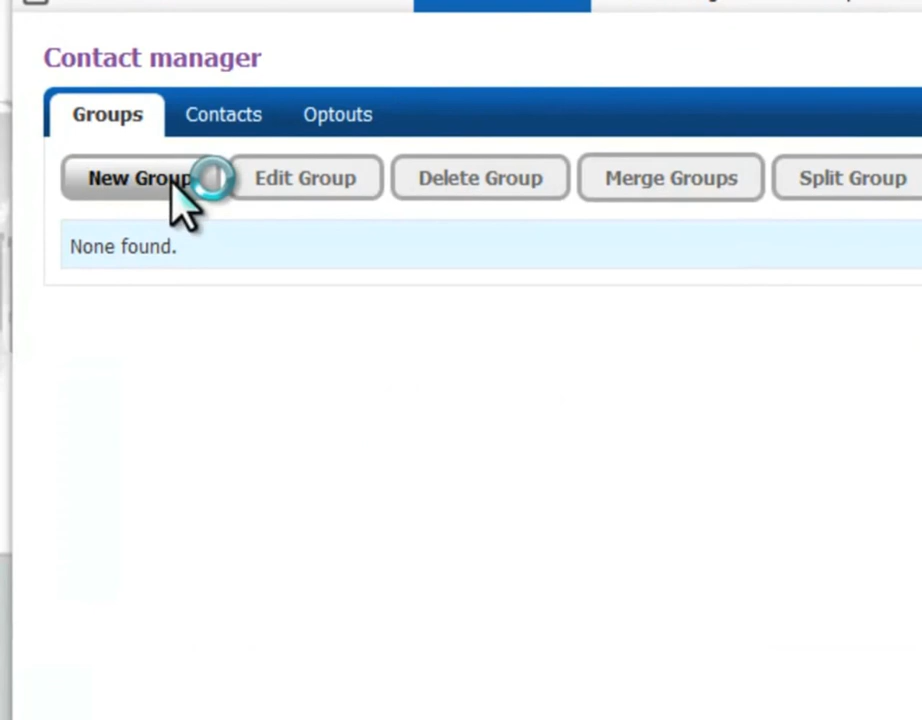 Contact manager
Groups Contacts Optouts
New Group Edit Group Delete Group Merge Groups Split Group
None found.